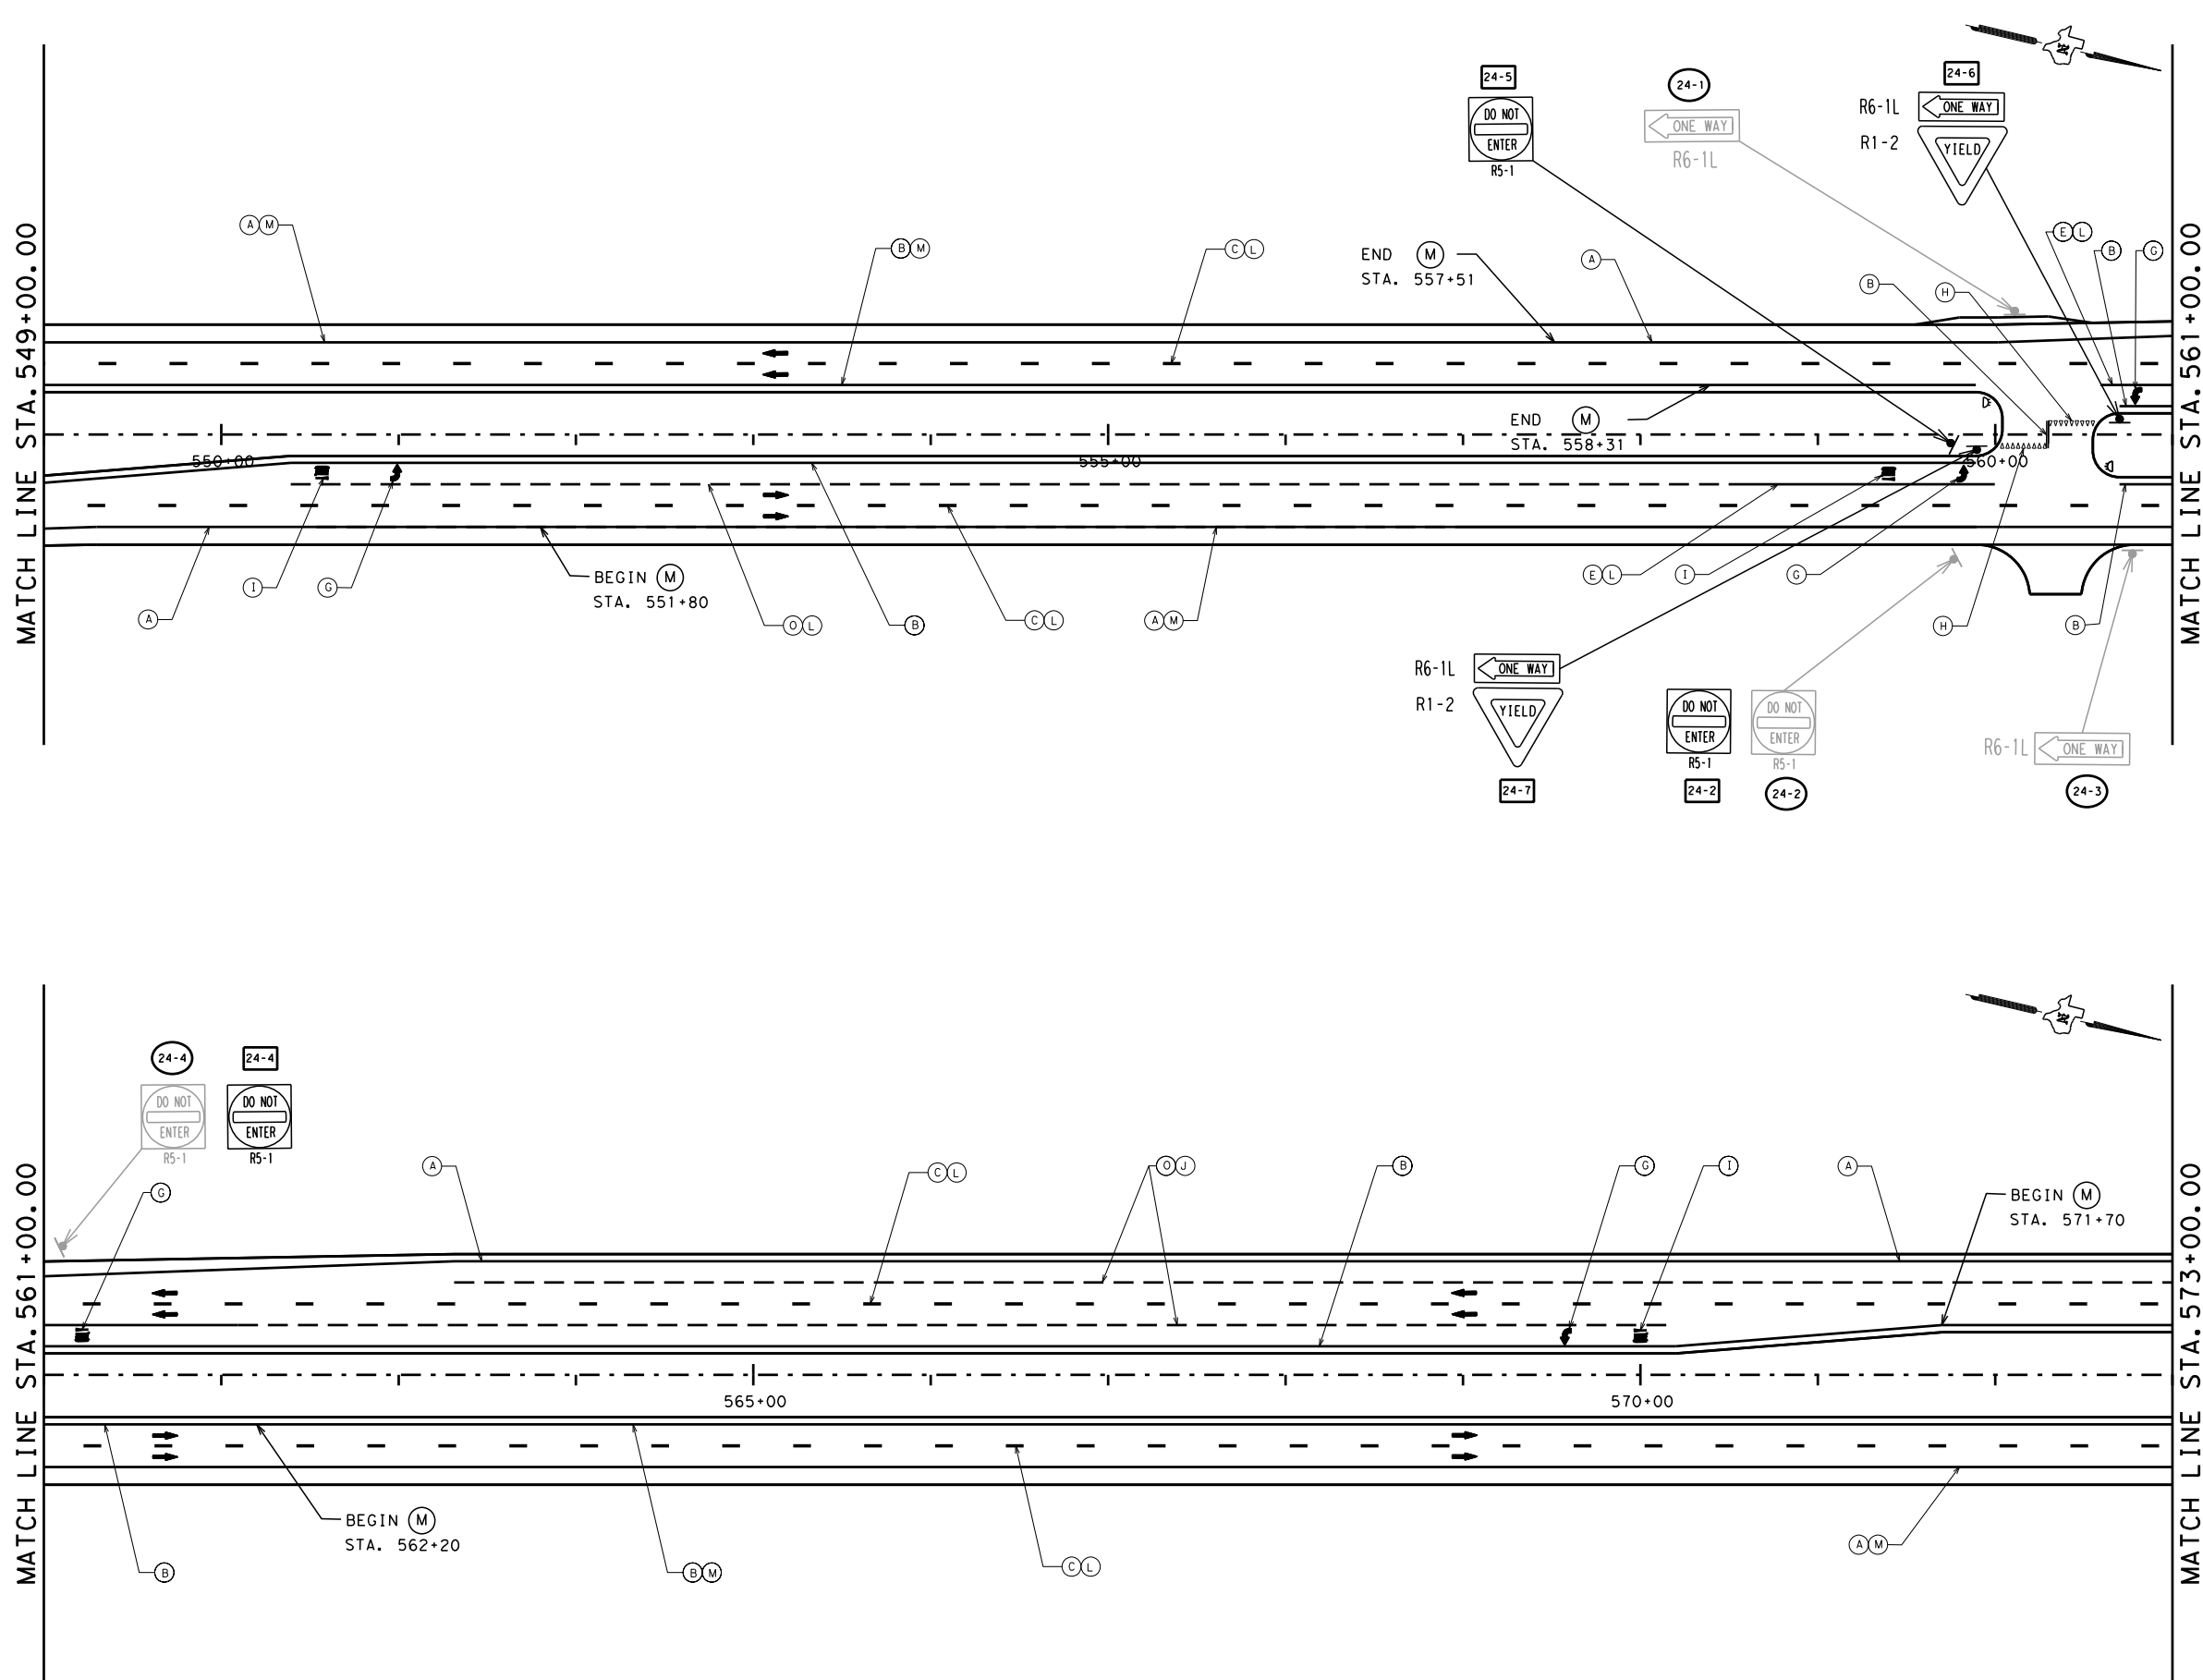 24-5
24-1
24-6
DO NOT
ENTER
R5-1
ONE WAY
R6-1L
R6-1L
ONE WAY
R1-2
YIELD
MATCH LINE STA. 549+00.00
A M
B M
C L
END M
STA. 557+51
A
B
H
E L
B
G
END M
STA. 558+31
550+00
555+00
560+00
A
I
G
BEGIN M
STA. 551+80
O L
B
C L
A M
E L
I
G
H
B
MATCH LINE STA. 561+00.00
R6-1L
ONE WAY
R1-2
YIELD
24-7
DO NOT
ENTER
R5-1
24-2
DO NOT
ENTER
R5-1
24-2
R6-1L
ONE WAY
24-3
24-4
24-4
DO NOT
ENTER
R5-1
DO NOT
ENTER
R5-1
MATCH LINE STA. 561+00.00
G
A
C L
O J
B
G
I
A
BEGIN M
STA. 571+70
565+00
570+00
B
BEGIN M
STA. 562+20
B M
C L
A M
MATCH LINE STA. 573+00.00